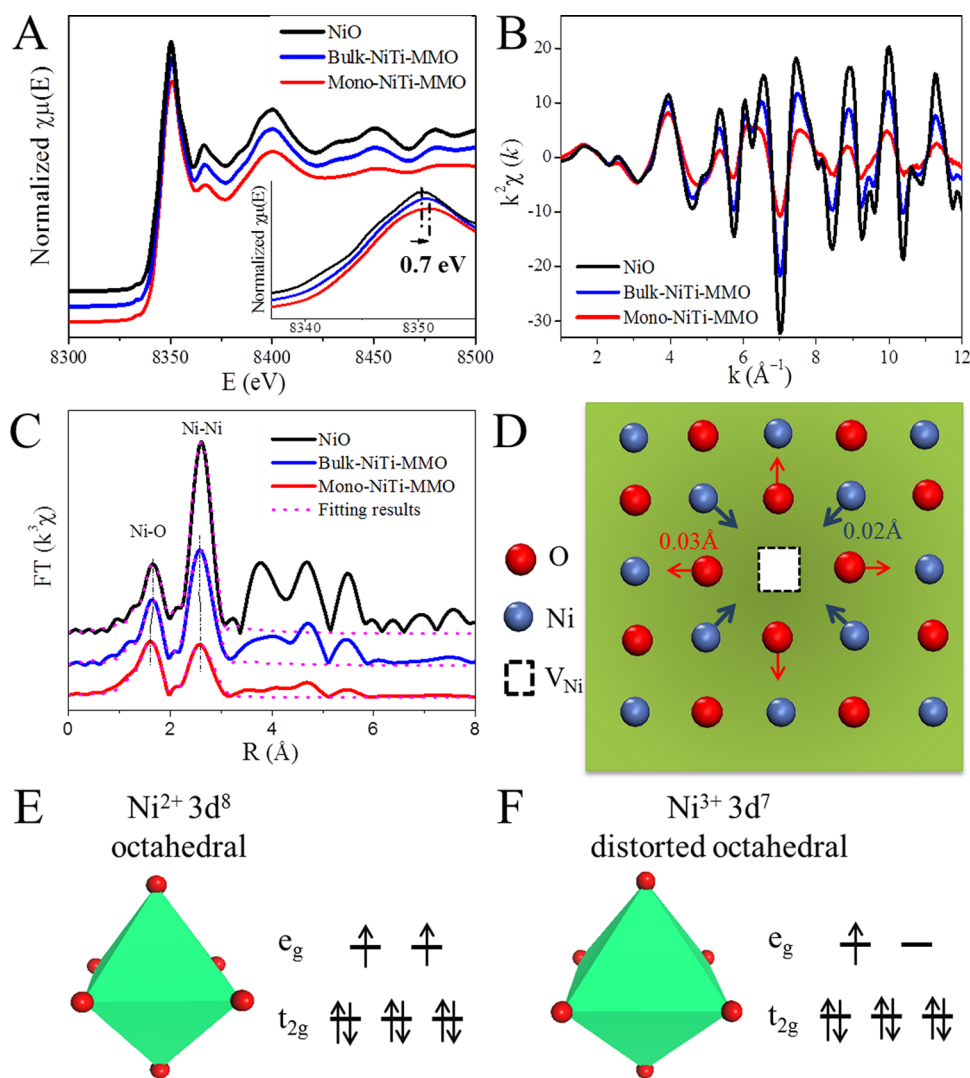 A
NiO
Bulk-NiTi-MMO
Mono-NiTi-MMO
Normalized χμ(E)
Normalized χμ(E)
0.7 eV
8340 8350
8300 8350 8400 8450 8500
E (eV)
B
20
10
0
-10
-20
-30
k²χ (k)
NiO
Bulk-NiTi-MMO
Mono-NiTi-MMO
2 4 6 8 10 12
k (Å⁻¹)
C
Ni-Ni
Ni-O
NiO
Bulk-NiTi-MMO
Mono-NiTi-MMO
Fitting results
FT (k³χ)
0 2 4 6 8
R (Å)
D
0.03Å
0.02Å
O
Ni
V_Ni
E
Ni²⁺ 3d⁸
octahedral
e_g
t_2g
F
Ni³⁺ 3d⁷
distorted octahedral
e_g
t_2g